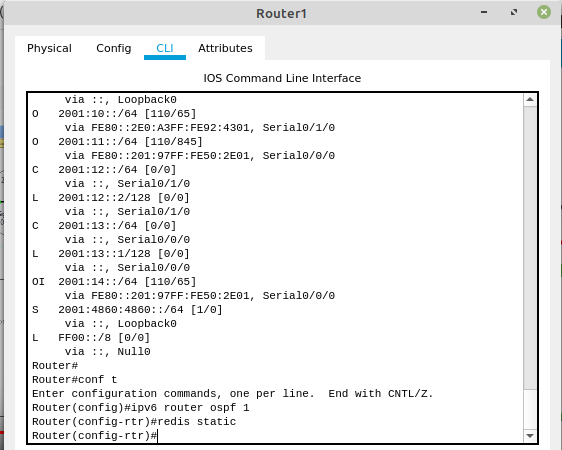 Router1
Physical Config CLI Attributes
IOS Command Line Interface
via ::, Loopback0
O 2001:10::/64 [110/65]
via FE80::2E0:A3FF:FE92:4301, Serial0/1/0
O 2001:11::/64 [110/845]
via FE80::201:97FF:FE50:2E01, Serial0/0/0
C 2001:12::/64 [0/0]
via ::, Serial0/1/0
L 2001:12::2/128 [0/0]
via ::, Serial0/1/0
C 2001:13::/64 [0/0]
via ::, Serial0/0/0
L 2001:13::1/128 [0/0]
via ::, Serial0/0/0
OI 2001:14::/64 [110/65]
via FE80::201:97FF:FE50:2E01, Serial0/0/0
S 2001:4860:4860::/64 [1/0]
via ::, Loopback0
L FF00::/8 [0/0]
via ::, Null0
Router#
Router#conf t
Enter configuration commands, one per line. End with CNTL/Z.
Router(config)#ipv6 router ospf 1
Router(config-rtr)#redis static
Router(config-rtr)#